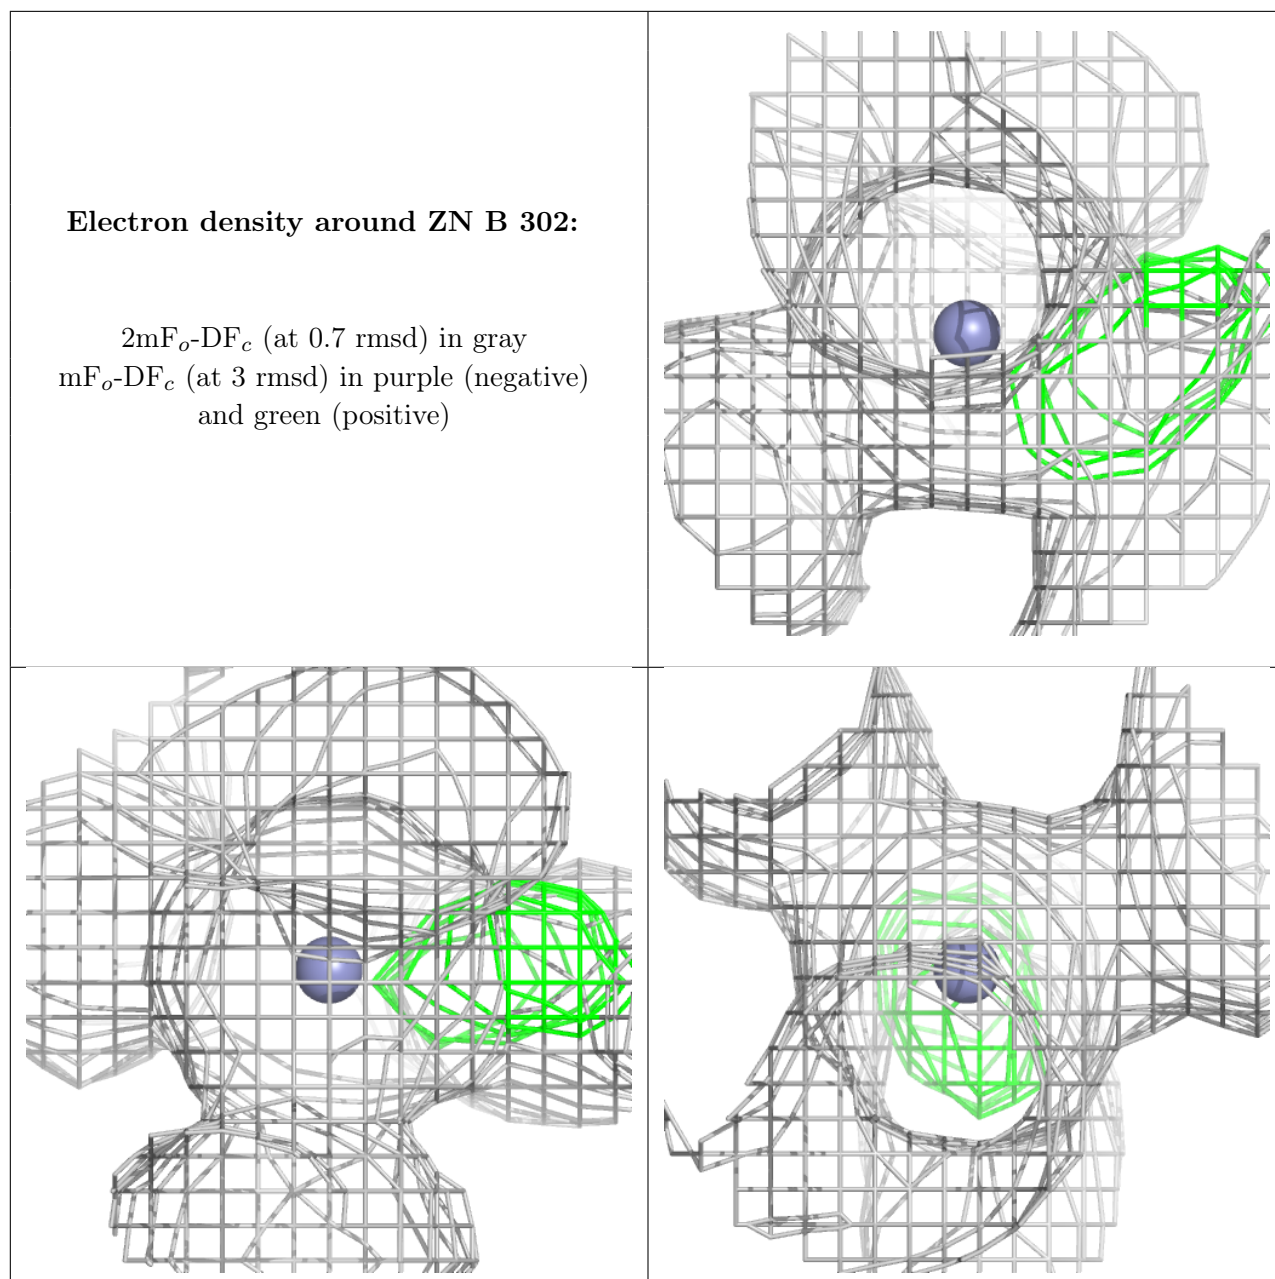 Electron density around ZN B 302:
2mFo-DFc (at 0.7 rmsd) in gray
mFo-DFc (at 3 rmsd) in purple (negative)
and green (positive)